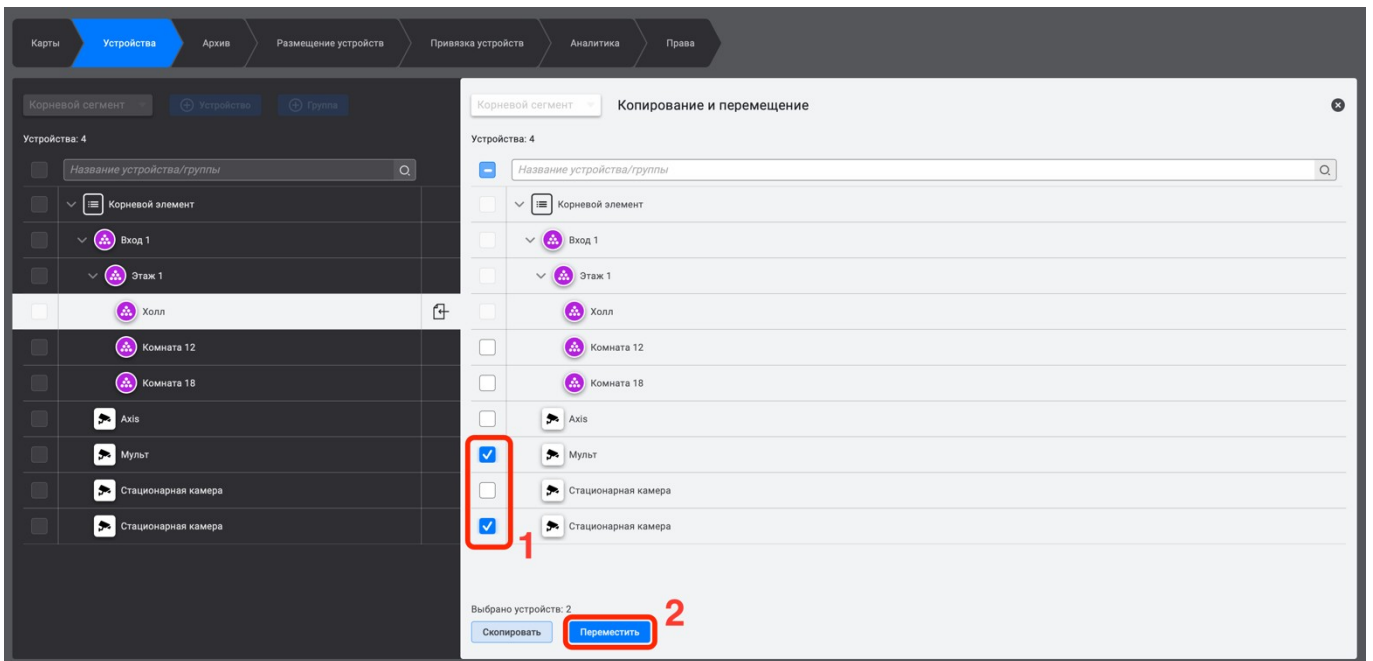 Карты
Устройства
Архив
Размещение устройств
Привязка устройств
Аналитика
Права
Корневой сегмент
Устройство
Группа
Устройства: 4
Название устройства/группы
Корневой элемент
Вход 1
Этаж 1
Холл
Комната 12
Комната 18
Axis
Мульт
Стационарная камера
Стационарная камера
Корневой сегмент
Копирование и перемещение
Устройства: 4
Название устройства/группы
Корневой элемент
Вход 1
Этаж 1
Холл
Комната 12
Комната 18
Axis
Мульт
Стационарная камера
Стационарная камера
1
Выбрано устройств: 2
Скопировать
Переместить
2